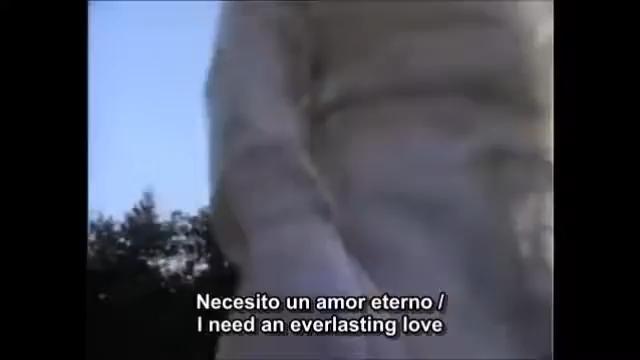 Necesito un amor eterno /
I need an everlasting love